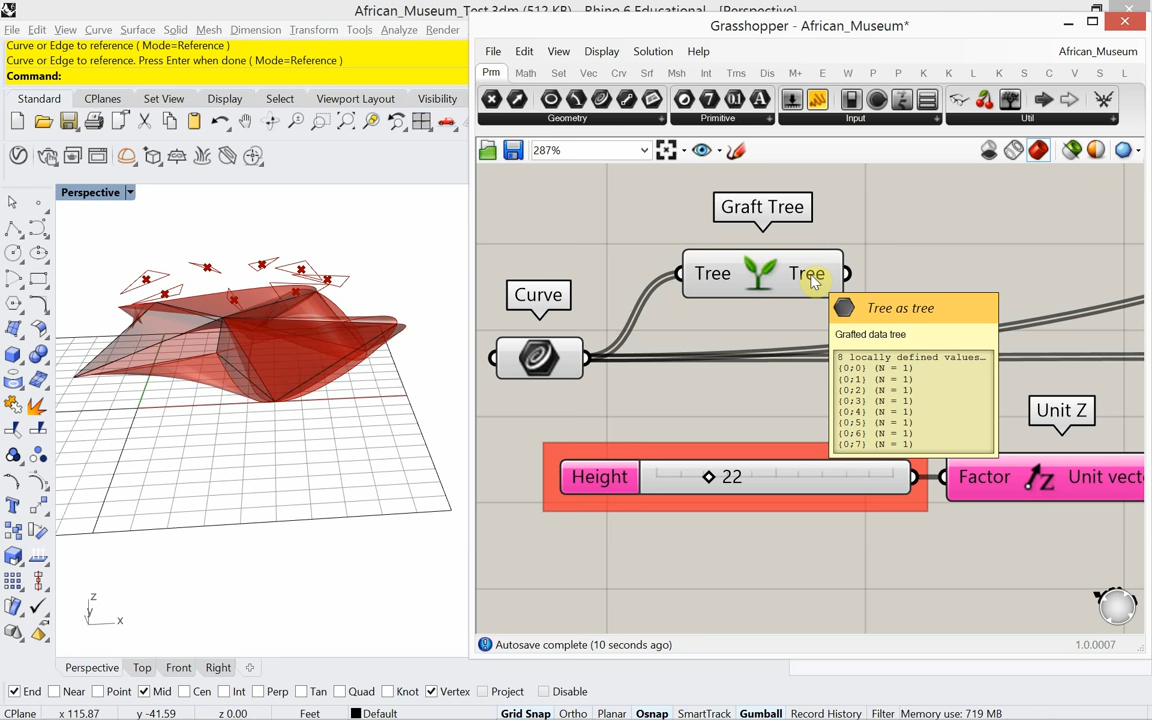 African_Museum_Test.3dm (512 KB) - Rhino 6 Educational - [Perspective]
File Edit View Curve Surface Solid Mesh Dimension Transform Tools Analyze Render
Curve or Edge to reference ( Mode=Reference )
Curve or Edge to reference. Press Enter when done ( Mode=Reference )
Command:
Standard CPlanes Set View Display Select Viewport Layout Visibility
Perspective
z
y
x
Perspective Top Front Right
End Near Point Mid Cen Int Perp Tan Quad Knot Vertex Project Disable
CPlane x 115.87 y -41.59 z 0.00 Feet Default Grid Snap Ortho Planar Osnap SmartTrack Gumball Record History Filter Memory use: 719 MB
Grasshopper - African_Museum*
File Edit View Display Solution Help African_Museum
Prm Math Set Vec Crv Srf Msh Int Trns Dis M+ E W P P K K L K S C V S L
Geometry Primitive Input Util
287%
Graft Tree
Tree Tree
Curve
Tree as tree
Grafted data tree
8 locally defined values…
{0;0} (N = 1)
{0;1} (N = 1)
{0;2} (N = 1)
{0;3} (N = 1)
{0;4} (N = 1)
{0;5} (N = 1)
{0;6} (N = 1)
{0;7} (N = 1)
Unit Z
Height 22
Factor Unit vect
Autosave complete (10 seconds ago) 1.0.0007